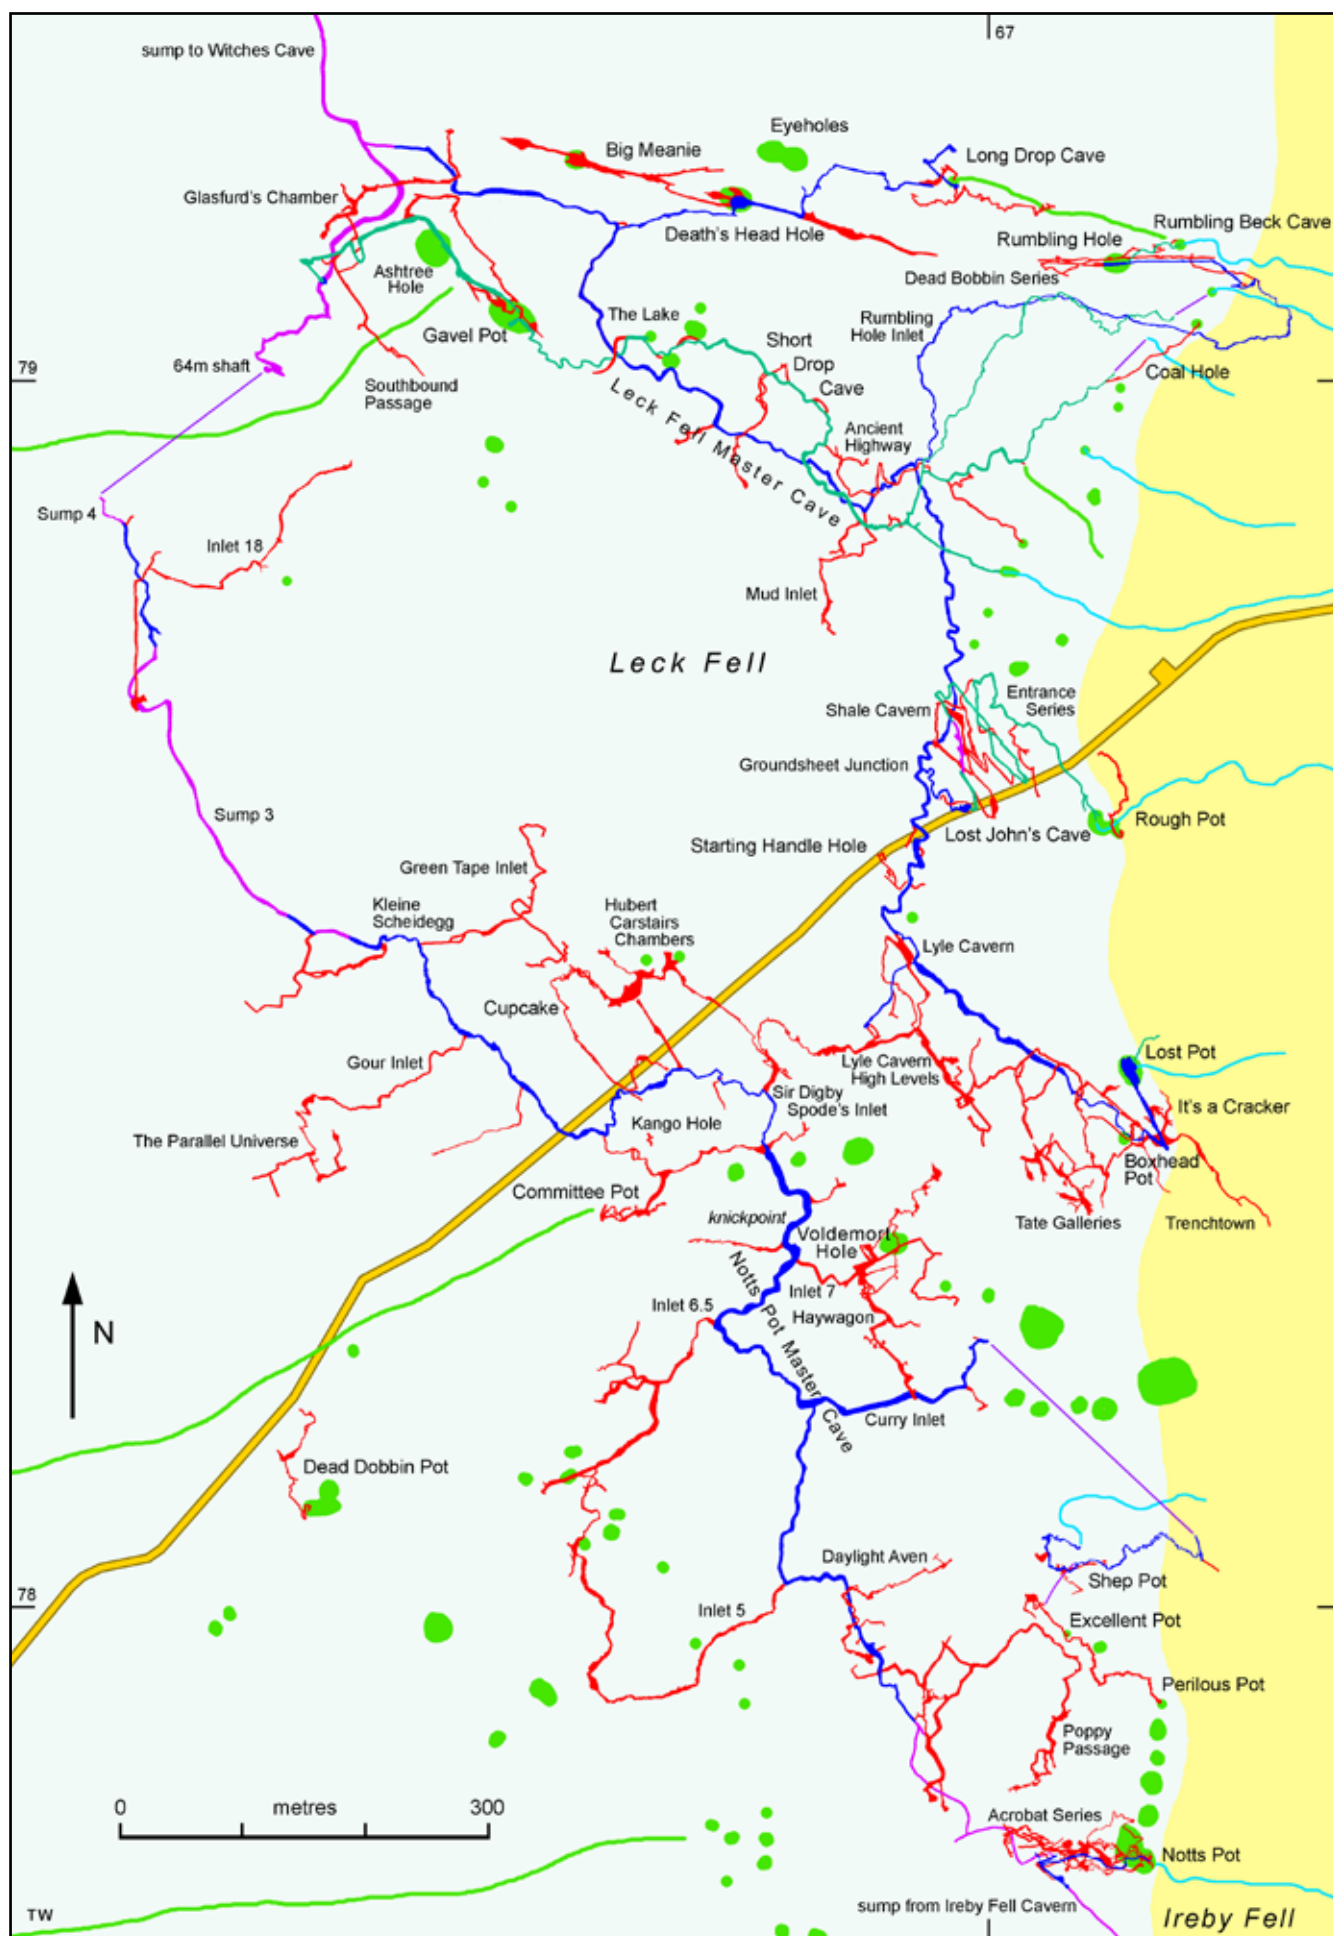 67
sump to Witches Cave
Eyeholes
Big Meanie
Long Drop Cave
Glasfurd's Chamber
Rumbling Beck Cave
Death's Head Hole
Rumbling Hole
Ashtree
Hole
Dead Bobbin Series
The Lake
Rumbling
Hole Inlet
Gavel Pot
Short
Drop
Cave
64m shaft
79
Southbound
Passage
Coal Hole
Leck Fell Master Cave
Ancient
Highway
Sump 4
Inlet 18
Mud Inlet
Leck Fell
Entrance
Series
Shale Cavern
Groundsheet Junction
Sump 3
Rough Pot
Lost John's Cave
Starting Handle Hole
Green Tape Inlet
Kleine
Scheidegg
Hubert
Carstairs
Chambers
Lyle Cavern
Cupcake
Lost Pot
Gour Inlet
Lyle Cavern
High Levels
Sir Digby
Spode's Inlet
It's a Cracker
Kango Hole
The Parallel Universe
Boxhead
Pot
Committee Pot
knickpoint
Tate Galleries
Trenchtown
Voldemort
Hole
Notts Pot Master Cave
Inlet 7
Inlet 6.5
Haywagon
N
Curry Inlet
Dead Dobbin Pot
Daylight Aven
Shep Pot
78
Inlet 5
Excellent Pot
Perilous Pot
Poppy
Passage
0 metres 300
Acrobat Series
Notts Pot
sump from Ireby Fell Cavern
TW
Ireby Fell